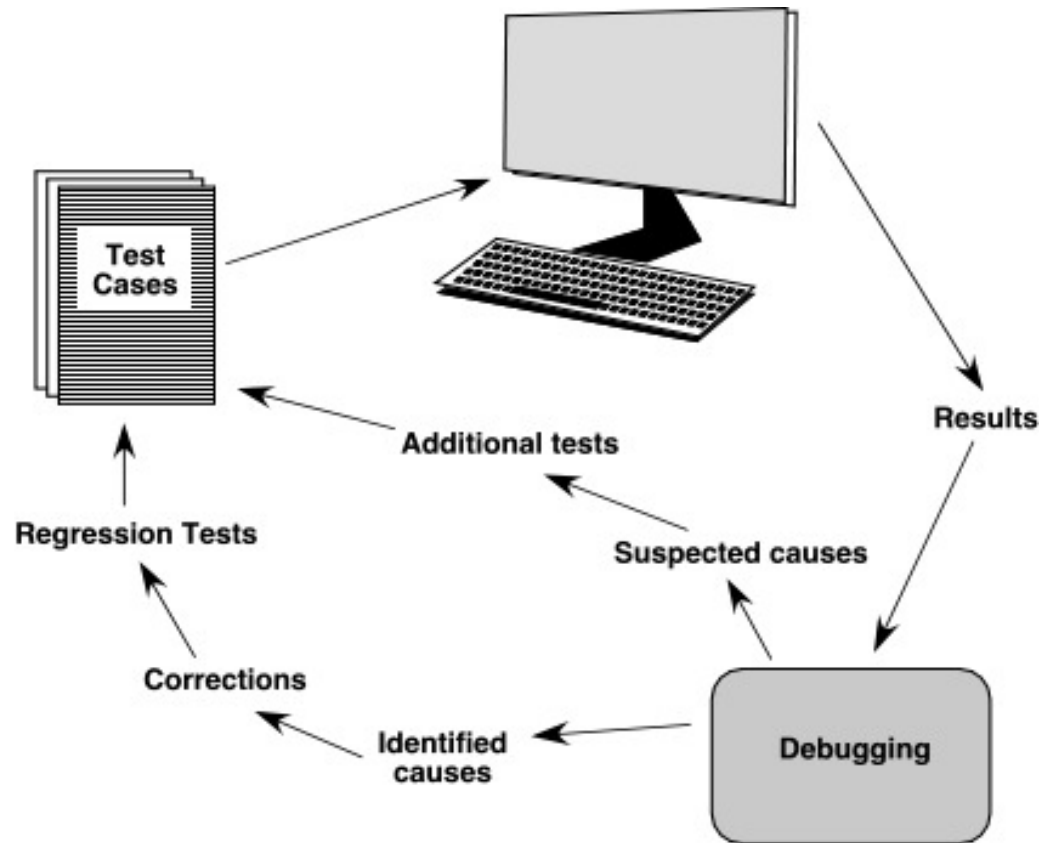 Test
Cases
Results
Additional tests
Regression Tests
Suspected causes
Corrections
Identified
causes
Debugging